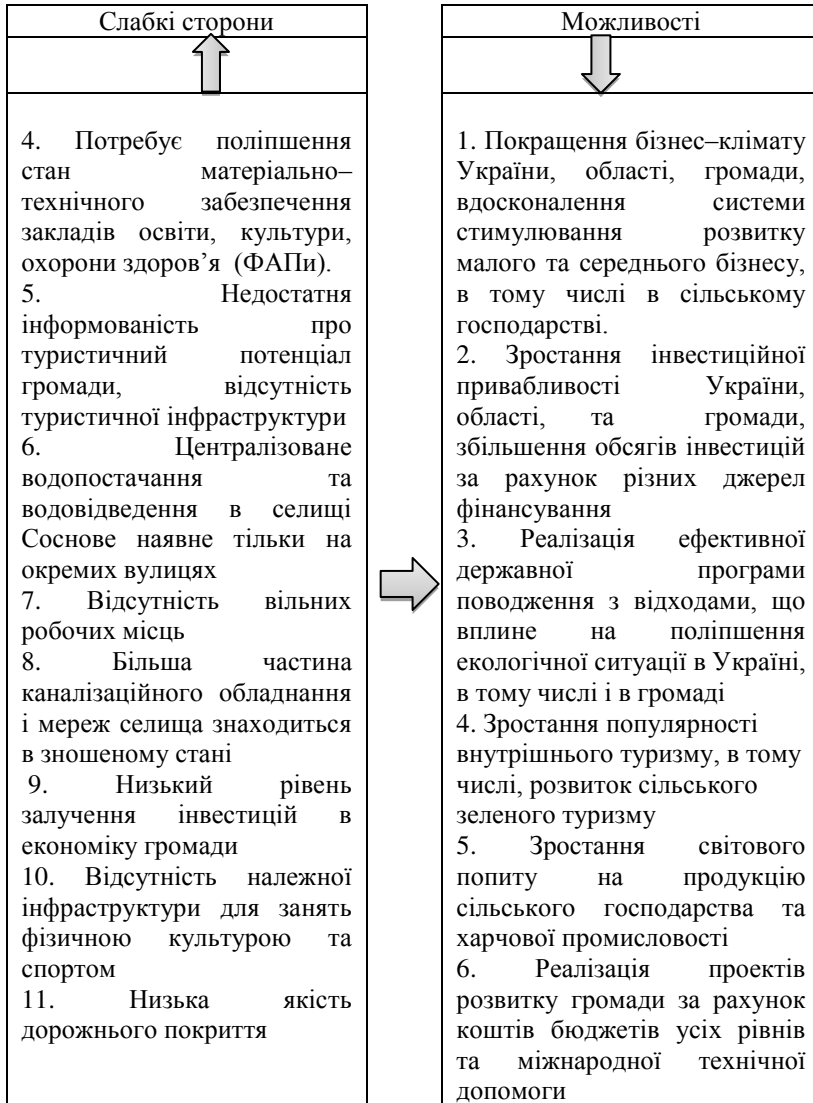 Слабкі сторони
4. Потребує поліпшення
стан матеріально–
технічного забезпечення
закладів освіти, культури,
охорони здоров’я (ФАПи).
5. Недостатня
інформованість про
туристичний потенціал
громади, відсутність
туристичної інфраструктури
6. Централізоване
водопостачання та
водовідведення в селищі
Соснове наявне тільки на
окремих вулицях
7. Відсутність вільних
робочих місць
8. Більша частина
каналізаційного обладнання
і мереж селища знаходиться
в зношеному стані
9. Низький рівень
залучення інвестицій в
економіку громади
10. Відсутність належної
інфраструктури для занять
фізичною культурою та
спортом
11. Низька якість
дорожнього покриття
Можливості
1. Покращення бізнес–клімату
України, області, громади,
вдосконалення системи
стимулювання розвитку
малого та середнього бізнесу,
в тому числі в сільському
господарстві.
2. Зростання інвестиційної
привабливості України,
області, та громади,
збільшення обсягів інвестицій
за рахунок різних джерел
фінансування
3. Реалізація ефективної
державної програми
поводження з відходами, що
вплине на поліпшення
екологічної ситуації в Україні,
в тому числі і в громаді
4. Зростання популярності
внутрішнього туризму, в тому
числі, розвиток сільського
зеленого туризму
5. Зростання світового
попиту на продукцію
сільського господарства та
харчової промисловості
6. Реалізація проектів
розвитку громади за рахунок
коштів бюджетів усіх рівнів
та міжнародної технічної
допомоги